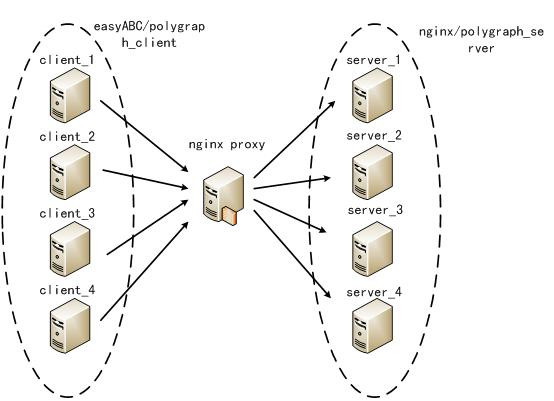 easyABC/polygrap
h_client
nginx/polygraph_se
rver
client_1
server_1
client_2
server_2
nginx proxy
client_3
server_3
client_4
server_4